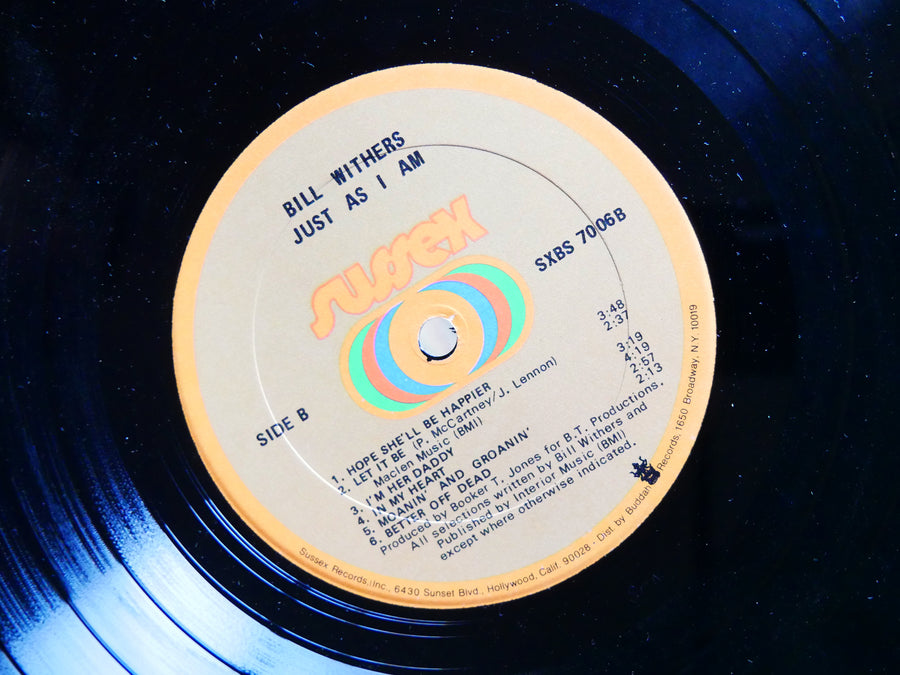 BILL WITHERS
JUST AS I AM
sussex
SXBS 7006B
SIDE B
1. HOPE SHE'LL BE HAPPIER 3:48
2. LET IT BE (P. McCartney/J. Lennon) 2:37
Maclen Music (BMI)
3. I'M HER DADDY 3:19
4. IN MY HEART 4:19
5. MOANIN' AND GROANIN' 2:57
6. BETTER OFF DEAD 2:13
Produced by Booker T. Jones for B.T. Productions.
All selections written by Bill Withers and
Published by Interior Music (BMI)
except where otherwise indicated.
Sussex Records, Inc., 6430 Sunset Blvd., Hollywood, Calif. 90028 - Dist. by Buddah Records, 1650 Broadway, N.Y. 10019